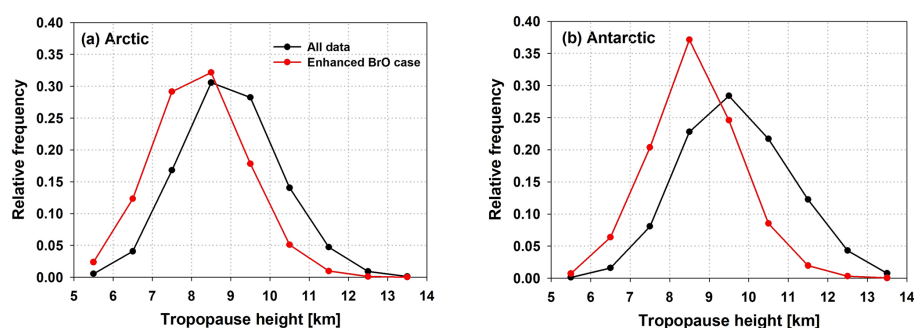 (a) Arctic
All data
Enhanced BrO case
Relative frequency
0.40
0.35
0.30
0.25
0.20
0.15
0.10
0.05
0.00
5 6 7 8 9 10 11 12 13 14
Tropopause height [km]
(b) Antarctic
Relative frequency
0.40
0.35
0.30
0.25
0.20
0.15
0.10
0.05
0.00
5 6 7 8 9 10 11 12 13 14
Tropopause height [km]